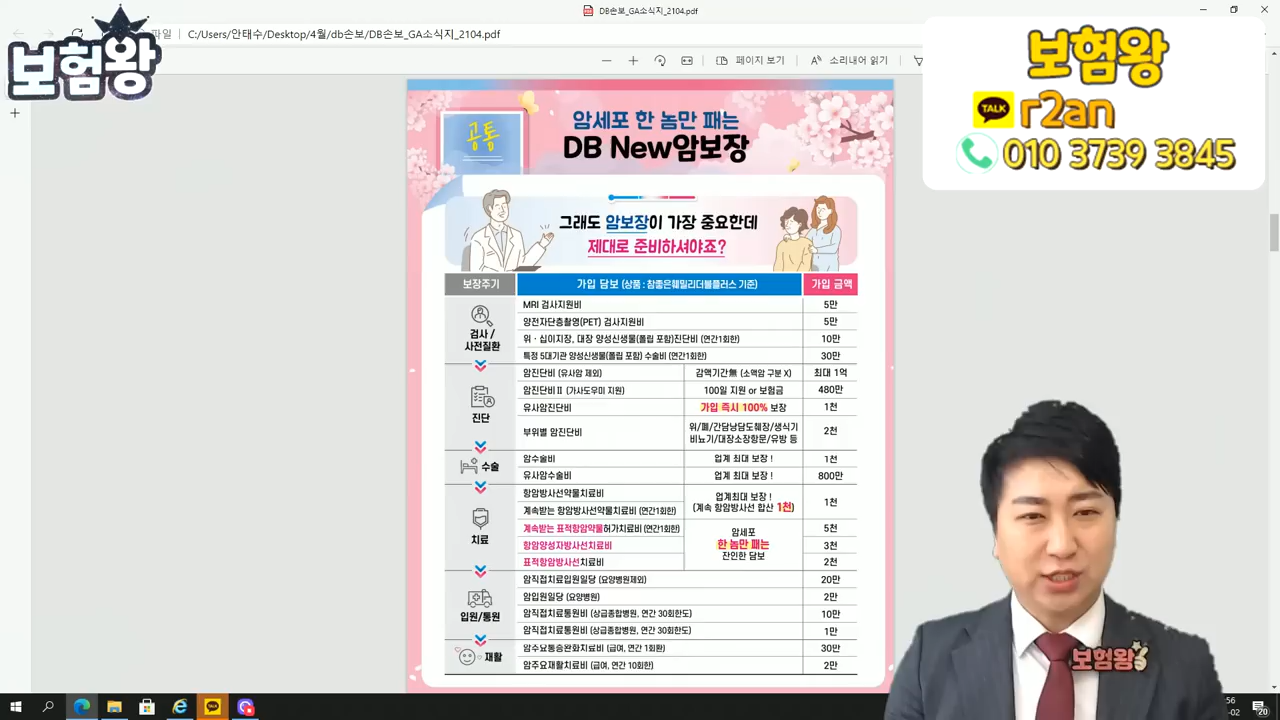 DB손보_GA소식지_2104.pdf
파일 C:/Users/안태수/Desktop/4월/db손보/DB손보_GA소식지_2104.pdf
페이지 보기
소리내어 읽기
보험왕
보험왕
TALK r2an
010 3739 3845
공통
암세포 한 놈만 패는
DB New암보장
그래도 암보장이 가장 중요한데
제대로 준비하셔야죠?
보장주기 가입 담보 (상품 : 참좋은훼밀리더블플러스 기준) 가입 금액
검사 / 사전질환
MRI 검사지원비 5만
양전자단층촬영(PET) 검사지원비 5만
위 · 십이지장, 대장 양성신생물(폴립 포함)진단비 (연간1회한) 10만
특정 5대기관 양성신생물(폴립 포함) 수술비 (연간1회한) 30만
진단
암진단비 (유사암 제외) 감액기간無 (소액암 구분 X) 최대 1억
암진단비Ⅱ (가사도우미 지원) 100일 지원 or 보험금 480만
유사암진단비 가입 즉시 100% 보장 1천
부위별 암진단비 위/폐/간담낭담도췌장/생식기 비뇨기/대장소장항문/유방 등 2천
수술
암수술비 업계 최대 보장 ! 1천
유사암수술비 업계 최대 보장 ! 800만
치료
항암방사선약물치료비 업계최대 보장 ! 1천
계속받는 항암방사선약물치료비 (연간1회한) (계속 항암방사선 합산 1천)
계속받는 표적항암약물허가치료비 (연간1회한) 암세포 5천
항암양성자방사선치료비 한 놈만 패는 3천
표적항암방사선치료비 잔인한 담보 2천
입원/통원
암직접치료입원일당 (요양병원제외) 20만
암입원일당 (요양병원) 2만
암직접치료통원비 (상급종합병원, 연간 30회한도) 10만
암직접치료통원비 (상급종합병원, 연간 30회한도) 1만
재활
암수요통승완화치료비 (급여, 연간 1회환) 30만
암주요재활치료비 (급여, 연간 10회한) 2만
보험왕
56
-02
20